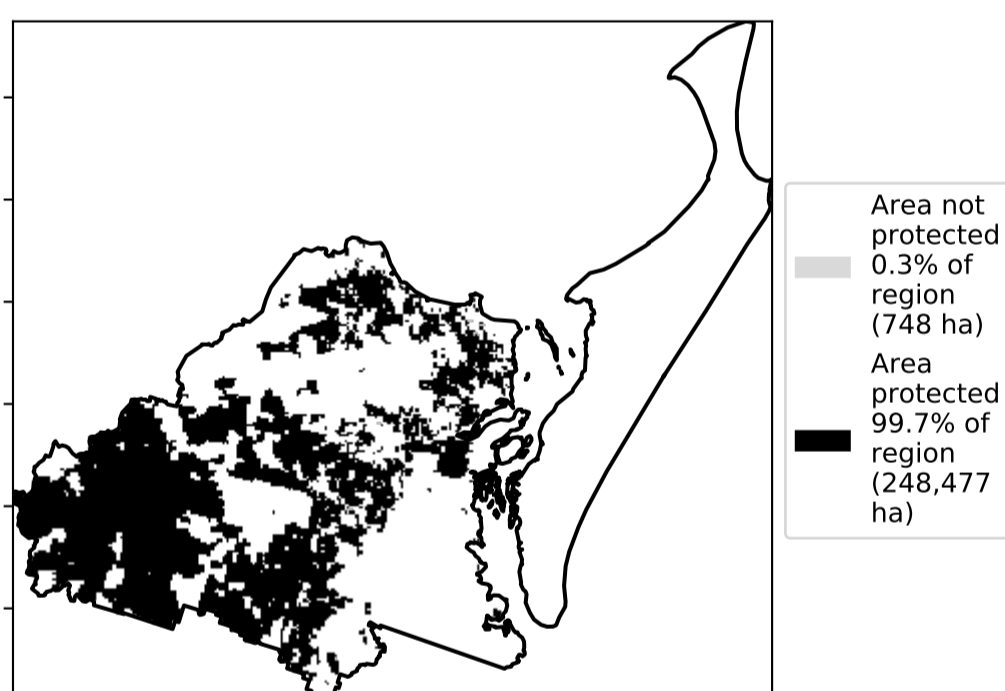 Area not
protected
0.3% of
region
(748 ha)
Area
protected
99.7% of
region
(248,477
ha)